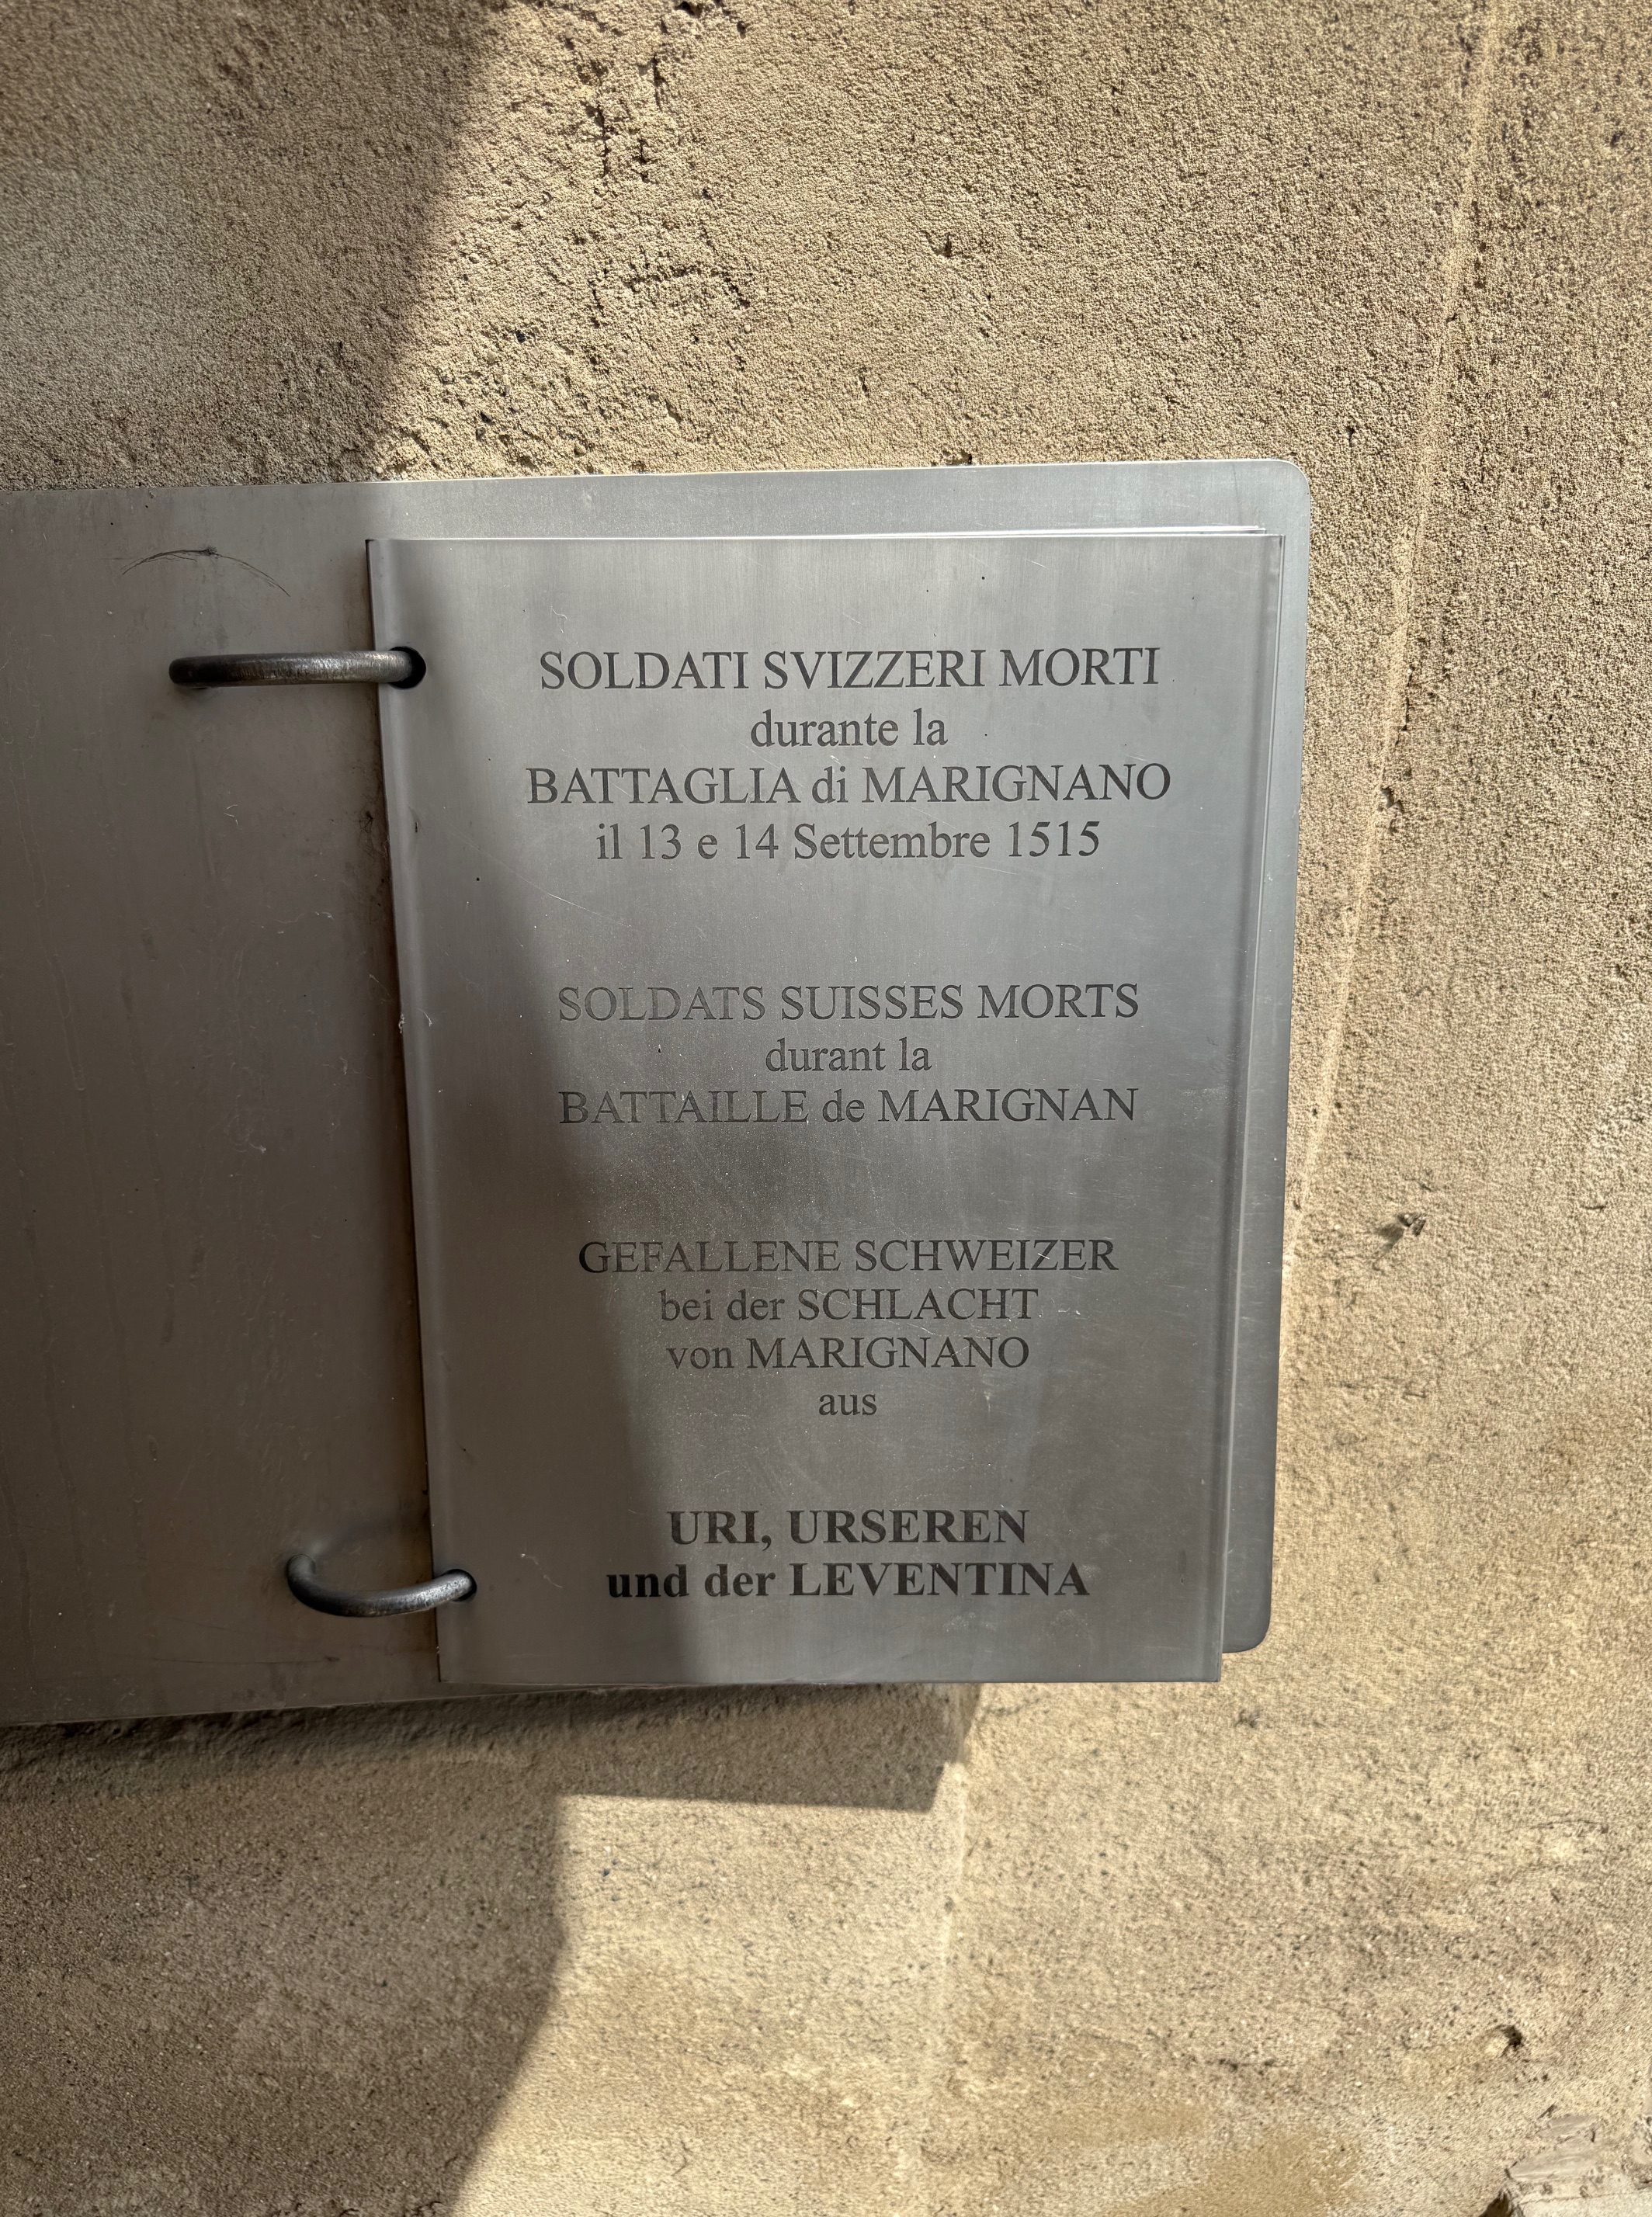 SOLDATI SVIZZERI MORTI
durante la
BATTAGLIA di MARIGNANO
il 13 e 14 Settembre 1515
SOLDATS SUISSES MORTS
durant la
BATTAILLE de MARIGNAN
GEFALLENE SCHWEIZER
bei der SCHLACHT
von MARIGNANO
aus
URI, URSEREN
und der LEVENTINA